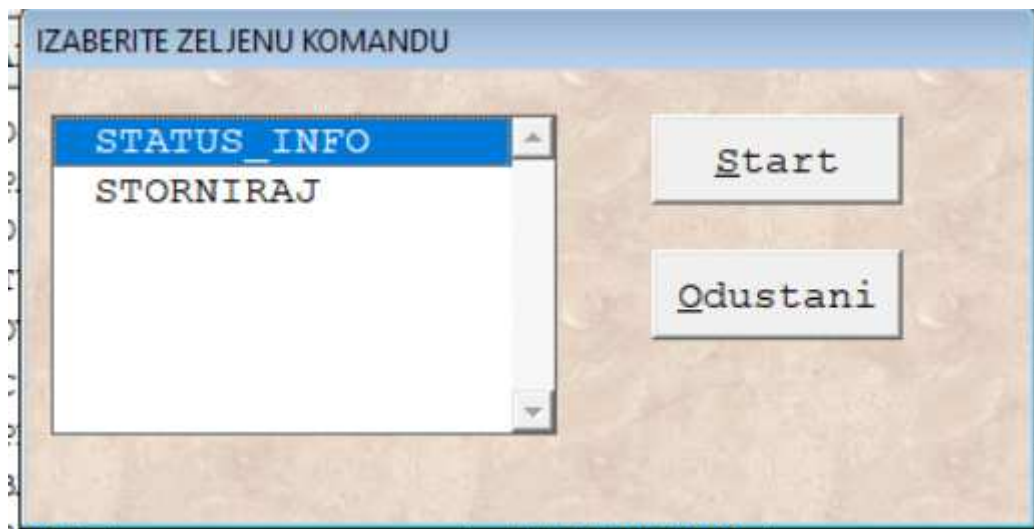 IZABERITE ZELJENU KOMANDU
STATUS_INFO
STORNIRAJ
Start
Odustani